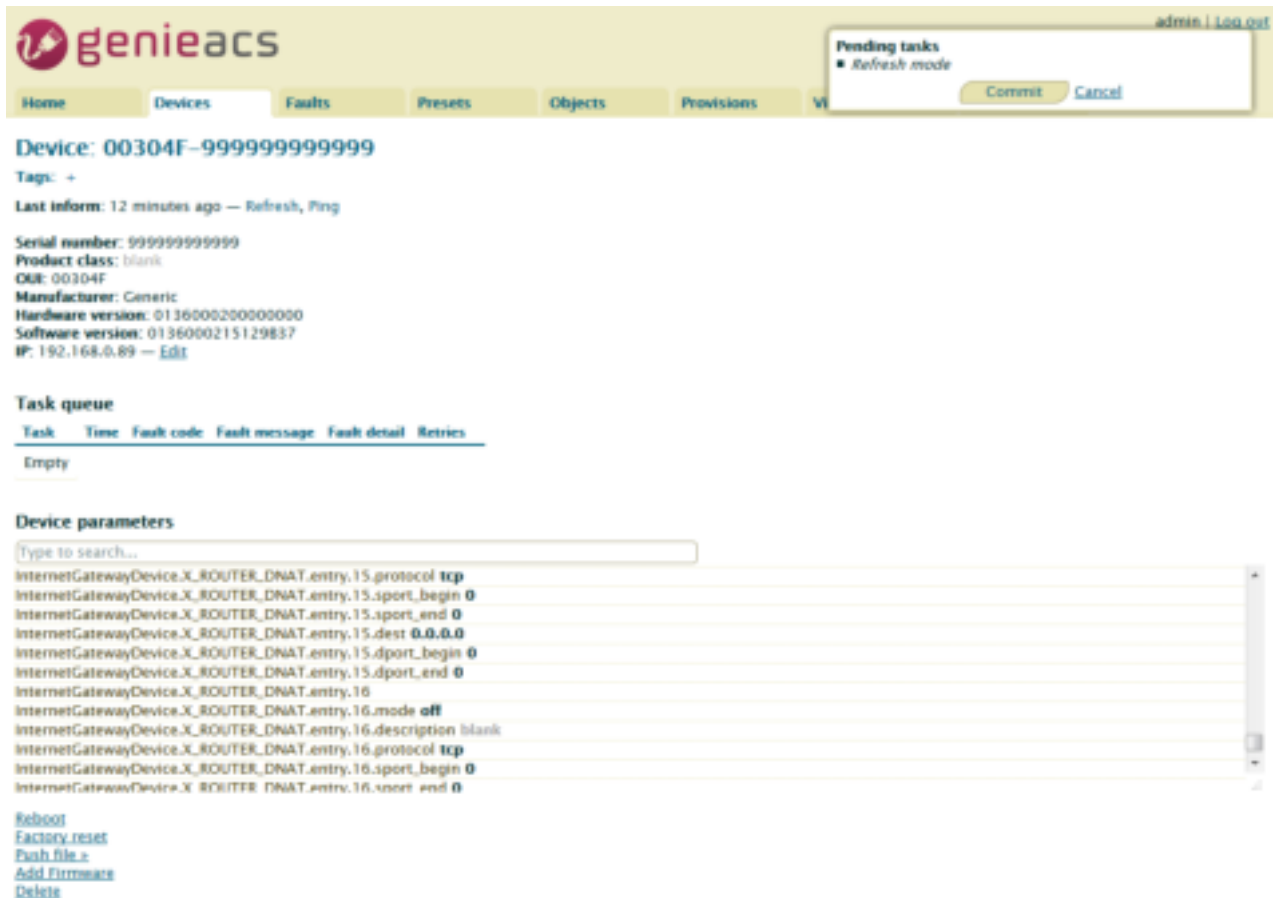 genieacs
admin | Log out
Pending tasks
▪ Refresh mode
Commit Cancel
Home Devices Faults Presets Objects Provisions
Device: 00304F-999999999999
Tags: +
Last inform: 12 minutes ago — Refresh, Ping
Serial number: 999999999999
Product class: blank
OUI: 00304F
Manufacturer: Generic
Hardware version: 0136000200000000
Software version: 0136000215129837
IP: 192.168.0.89 — Edit
Task queue
Task Time Fault code Fault message Fault detail Retries
Empty
Device parameters
Type to search...
InternetGatewayDevice.X_ROUTER_DNAT.entry.15.protocol tcp
InternetGatewayDevice.X_ROUTER_DNAT.entry.15.sport_begin 0
InternetGatewayDevice.X_ROUTER_DNAT.entry.15.sport_end 0
InternetGatewayDevice.X_ROUTER_DNAT.entry.15.dest 0.0.0.0
InternetGatewayDevice.X_ROUTER_DNAT.entry.15.dport_begin 0
InternetGatewayDevice.X_ROUTER_DNAT.entry.15.dport_end 0
InternetGatewayDevice.X_ROUTER_DNAT.entry.16
InternetGatewayDevice.X_ROUTER_DNAT.entry.16.mode off
InternetGatewayDevice.X_ROUTER_DNAT.entry.16.description blank
InternetGatewayDevice.X_ROUTER_DNAT.entry.16.protocol tcp
InternetGatewayDevice.X_ROUTER_DNAT.entry.16.sport_begin 0
InternetGatewayDevice.X_ROUTER_DNAT.entry.16.sport_end 0
Reboot
Factory reset
Push file »
Add Firmware
Delete